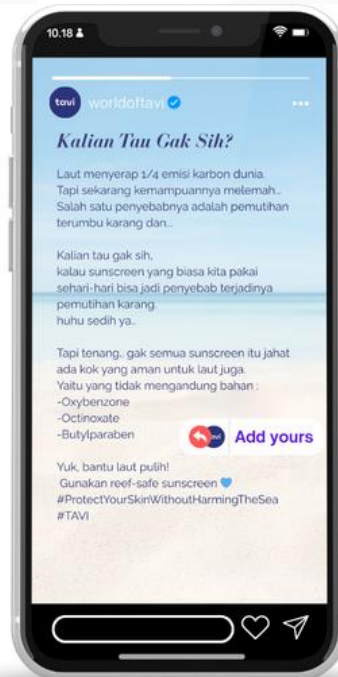 10.18
tavi worldoftavi
Kalian Tau Gak Sih?
Laut menyerap 1/4 emisi karbon dunia.
Tapi sekarang kemampuannya melemah...
Salah satu penyebabnya adalah pemutihan
terumbu karang dan...
Kalian tau gak sih,
kalau sunscreen yang biasa kita pakai
sehari-hari bisa jadi penyebab terjadinya
pemutihan karang.
huhu sedih ya..
Tapi tenang.. gak semua sunscreen itu jahat
ada kok yang aman untuk laut juga.
Yaitu yang tidak mengandung bahan :
-Oxybenzone
-Octinoxate
-Butylparaben
Add yours
Yuk, bantu laut pulih!
Gunakan reef-safe sunscreen 💙
#ProtectYourSkinWithoutHarmingTheSea
#TAVI